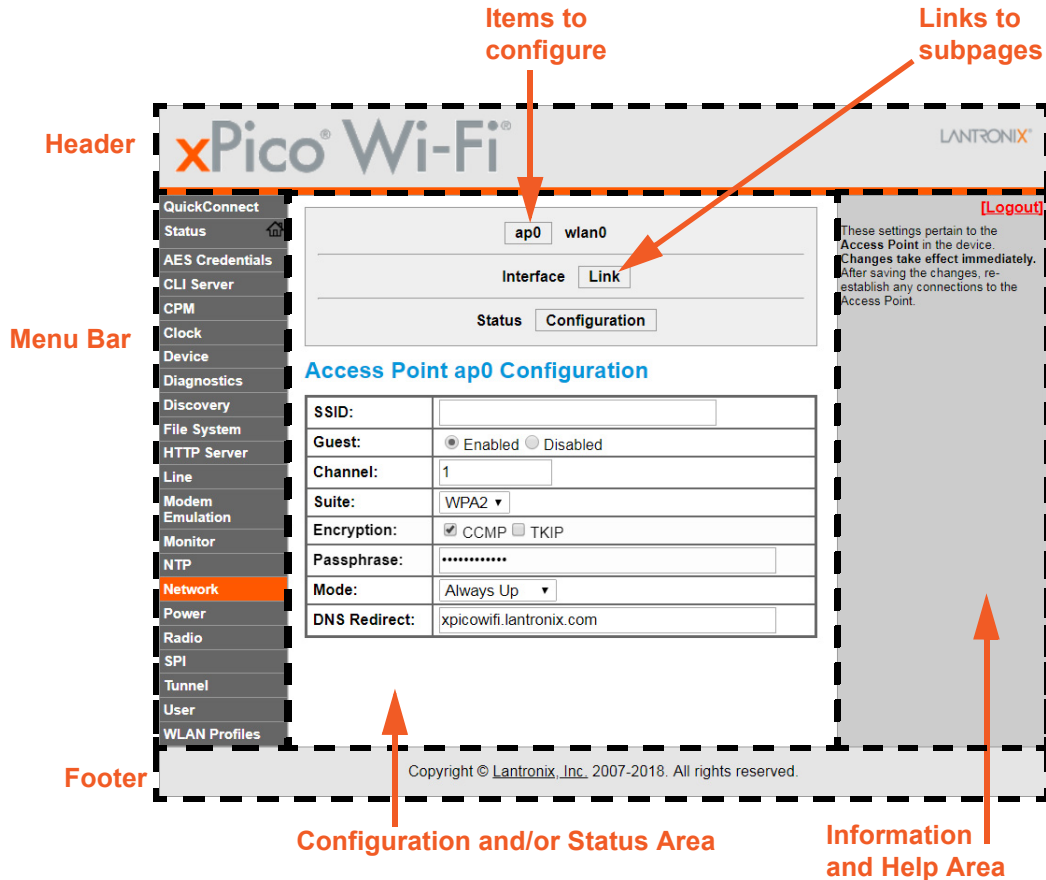 Items to
configure
Links to
subpages
Header
xPico® Wi-Fi®
LANTRONIX®
Menu Bar
QuickConnect
Status
AES Credentials
CLI Server
CPM
Clock
Device
Diagnostics
Discovery
File System
HTTP Server
Line
Modem
Emulation
Monitor
NTP
Network
Power
Radio
SPI
Tunnel
User
WLAN Profiles
ap0 wlan0
Interface Link
Status Configuration
Access Point ap0 Configuration
SSID:
Guest: Enabled Disabled
Channel: 1
Suite: WPA2
Encryption: CCMP TKIP
Passphrase: ••••••••••••
Mode: Always Up
DNS Redirect: xpicowifi.lantronix.com
[Logout]
These settings pertain to the
Access Point in the device.
Changes take effect immediately.
After saving the changes, re-
establish any connections to the
Access Point.
Footer
Copyright © Lantronix, Inc. 2007-2018. All rights reserved.
Configuration and/or Status Area
Information
and Help Area